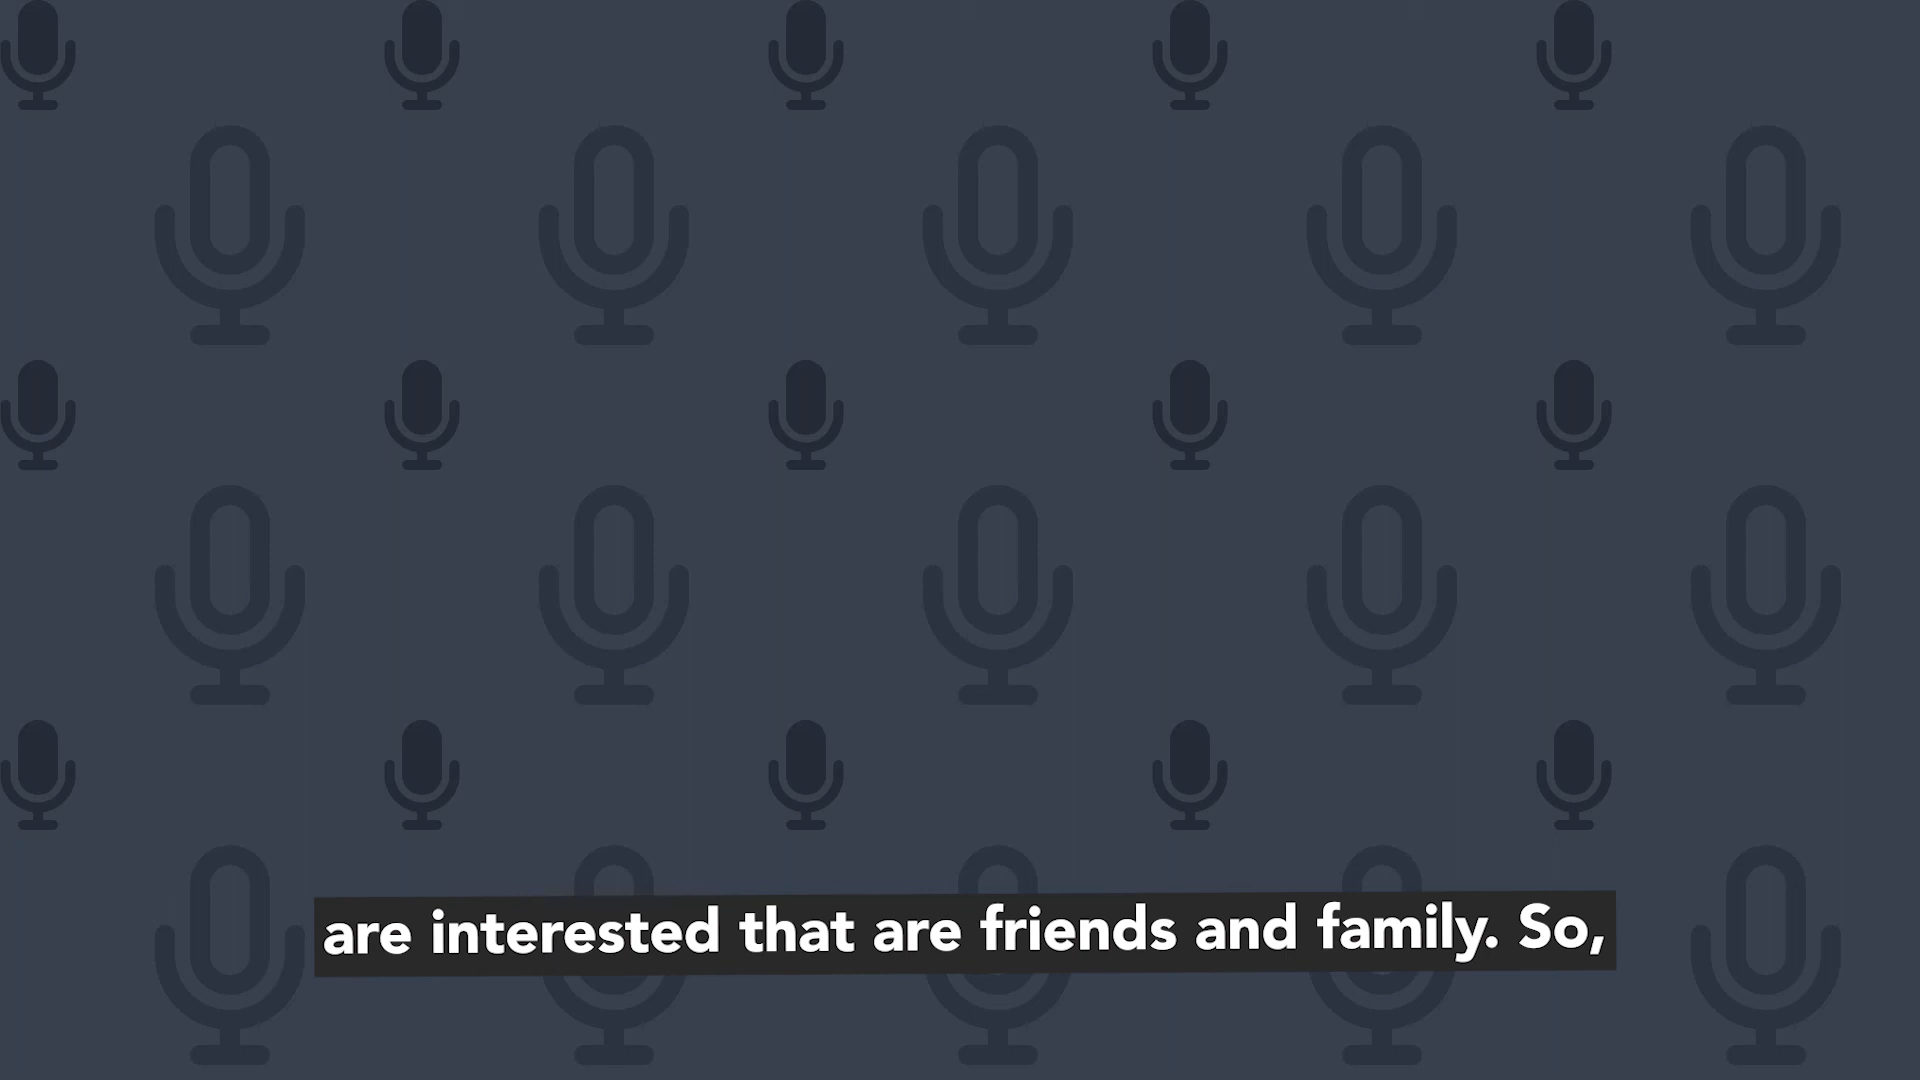 are interested that are friends and family. So,